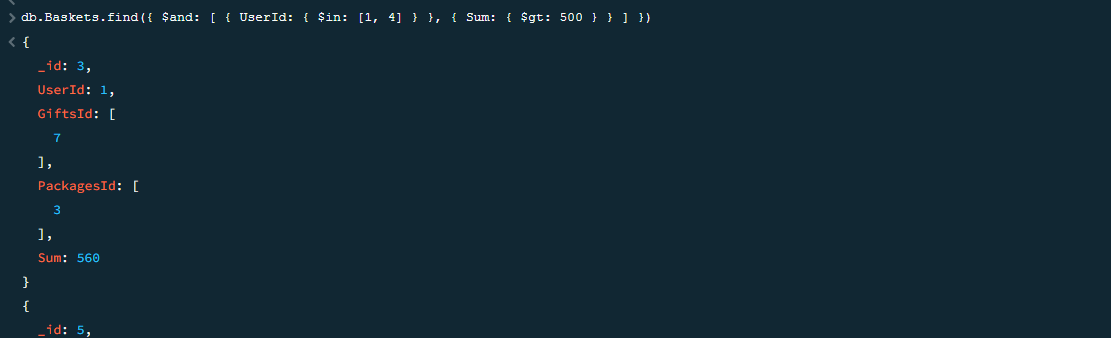 > db.Baskets.find({ $and: [ { UserId: { $in: [1, 4] } }, { Sum: { $gt: 500 } } ] })
< {
_id: 3,
UserId: 1,
GiftsId: [
7
],
PackagesId: [
3
],
Sum: 560
}
{
_id: 5,